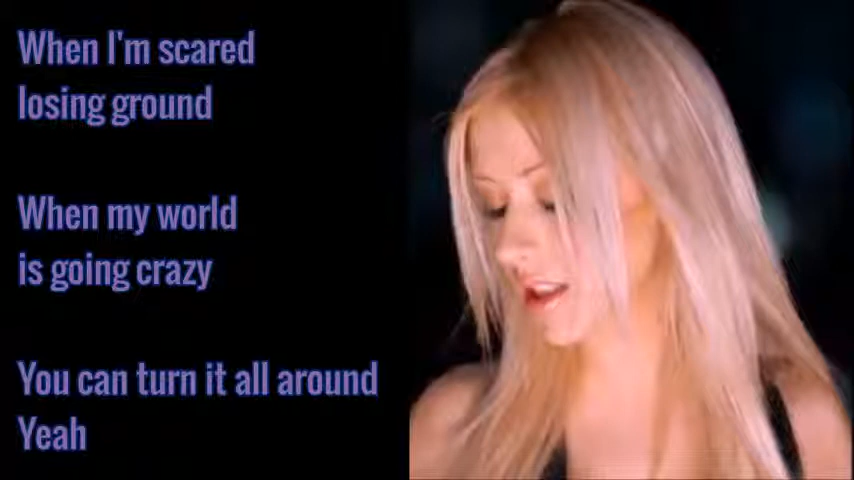 When I'm scared
losing ground
When my world
is going crazy
You can turn it all around
Yeah